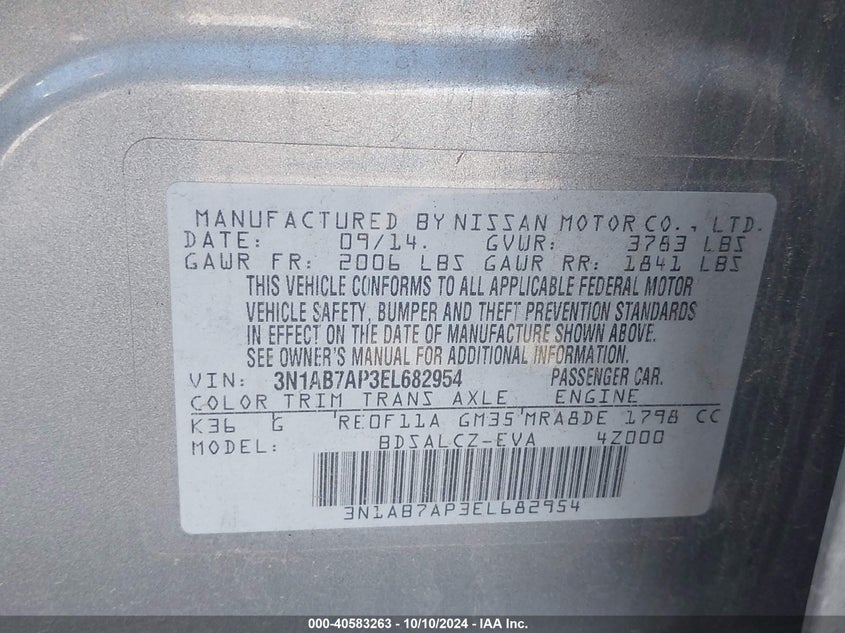 MANUFACTURED BY NISSAN MOTOR CO., LTD.
DATE: 09/14. GVWR: 3783 LBS
GAWR FR: 2006 LBS GAWR RR: 1841 LBS
THIS VEHICLE CONFORMS TO ALL APPLICABLE FEDERAL MOTOR
VEHICLE SAFETY, BUMPER AND THEFT PREVENTION STANDARDS
IN EFFECT ON THE DATE OF MANUFACTURE SHOWN ABOVE.
SEE OWNER'S MANUAL FOR ADDITIONAL INFORMATION.
VIN: 3N1AB7AP3EL682954 PASSENGER CAR.
COLOR TRIM TRANS AXLE ENGINE
K36 G RE0F11A GM35 MRA8DE 1798 CC
MODEL: BDSALCZ-EVA 4Z000
3N1AB7AP3EL682954
000-40583263 - 10/10/2024 - IAA Inc.